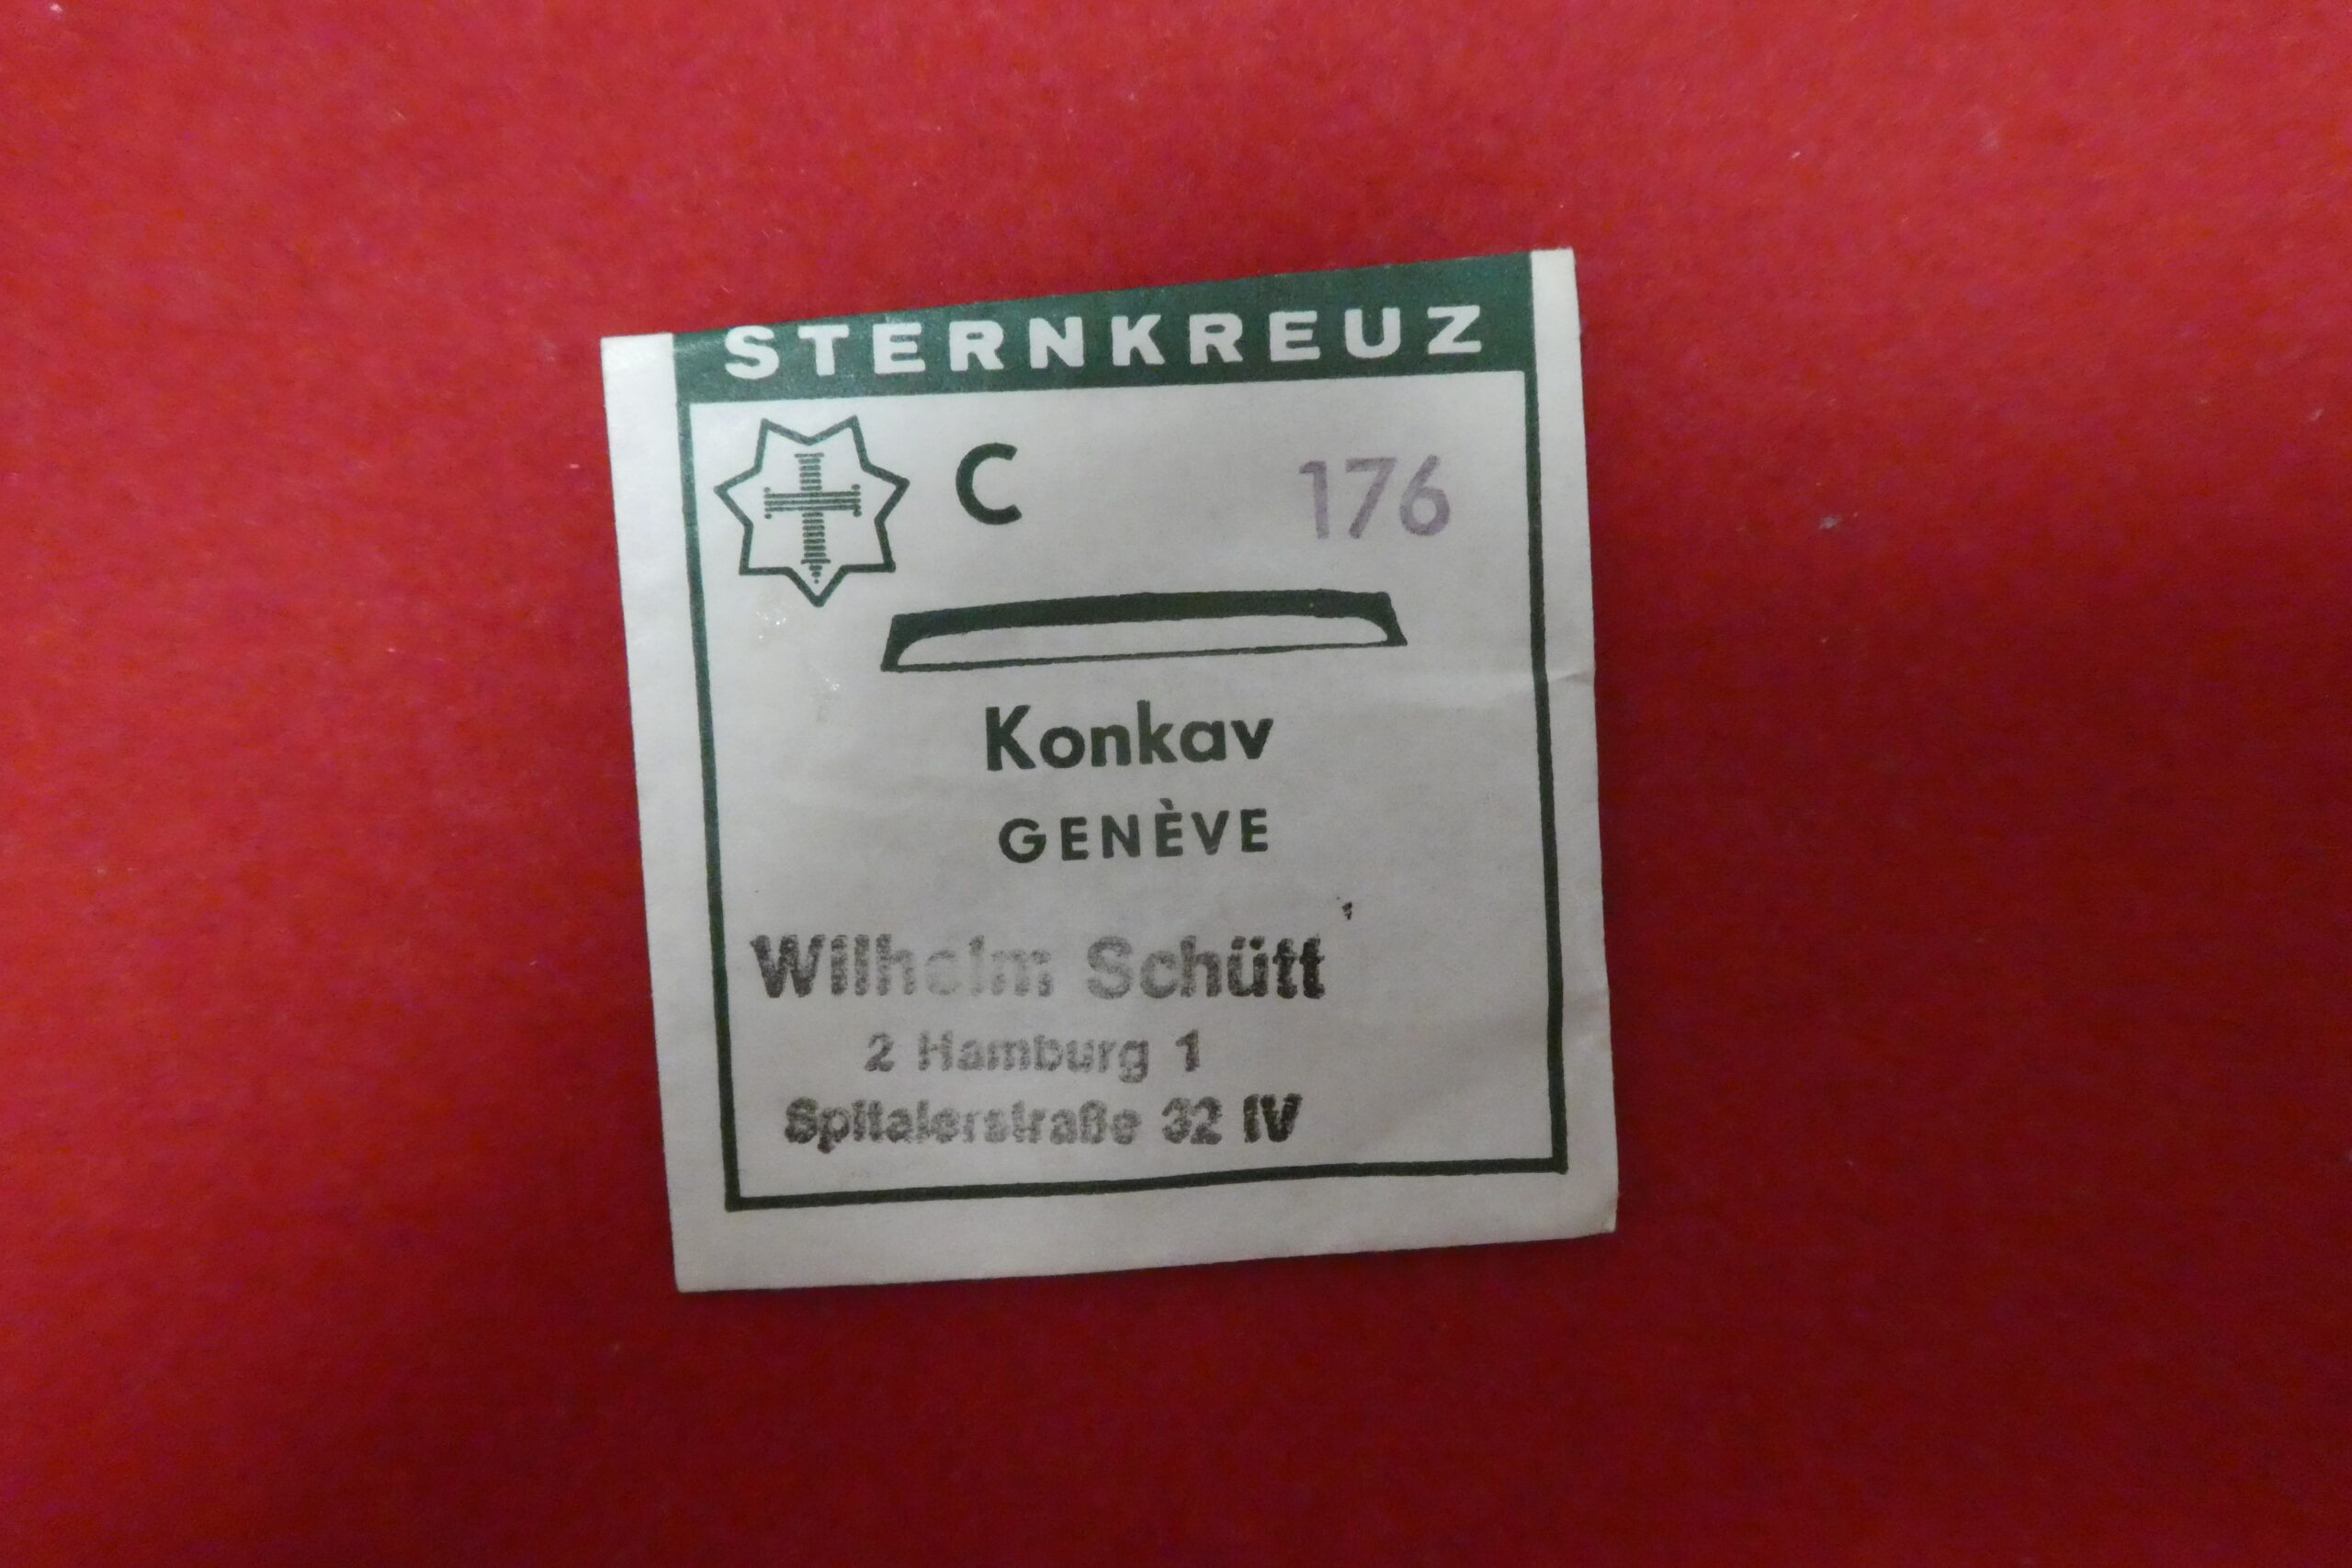 STERNKREUZ
C 176
Konkav
GENÈVE
Wilhelm Schütt
2 Hamburg 1
Spitalerstraße 32 IV